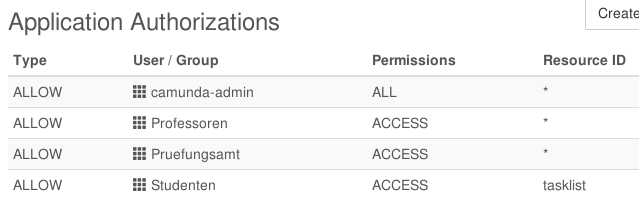 Application Authorizations
Create
Type User / Group Permissions Resource ID
ALLOW camunda-admin ALL *
ALLOW Professoren ACCESS *
ALLOW Pruefungsamt ACCESS *
ALLOW Studenten ACCESS tasklist